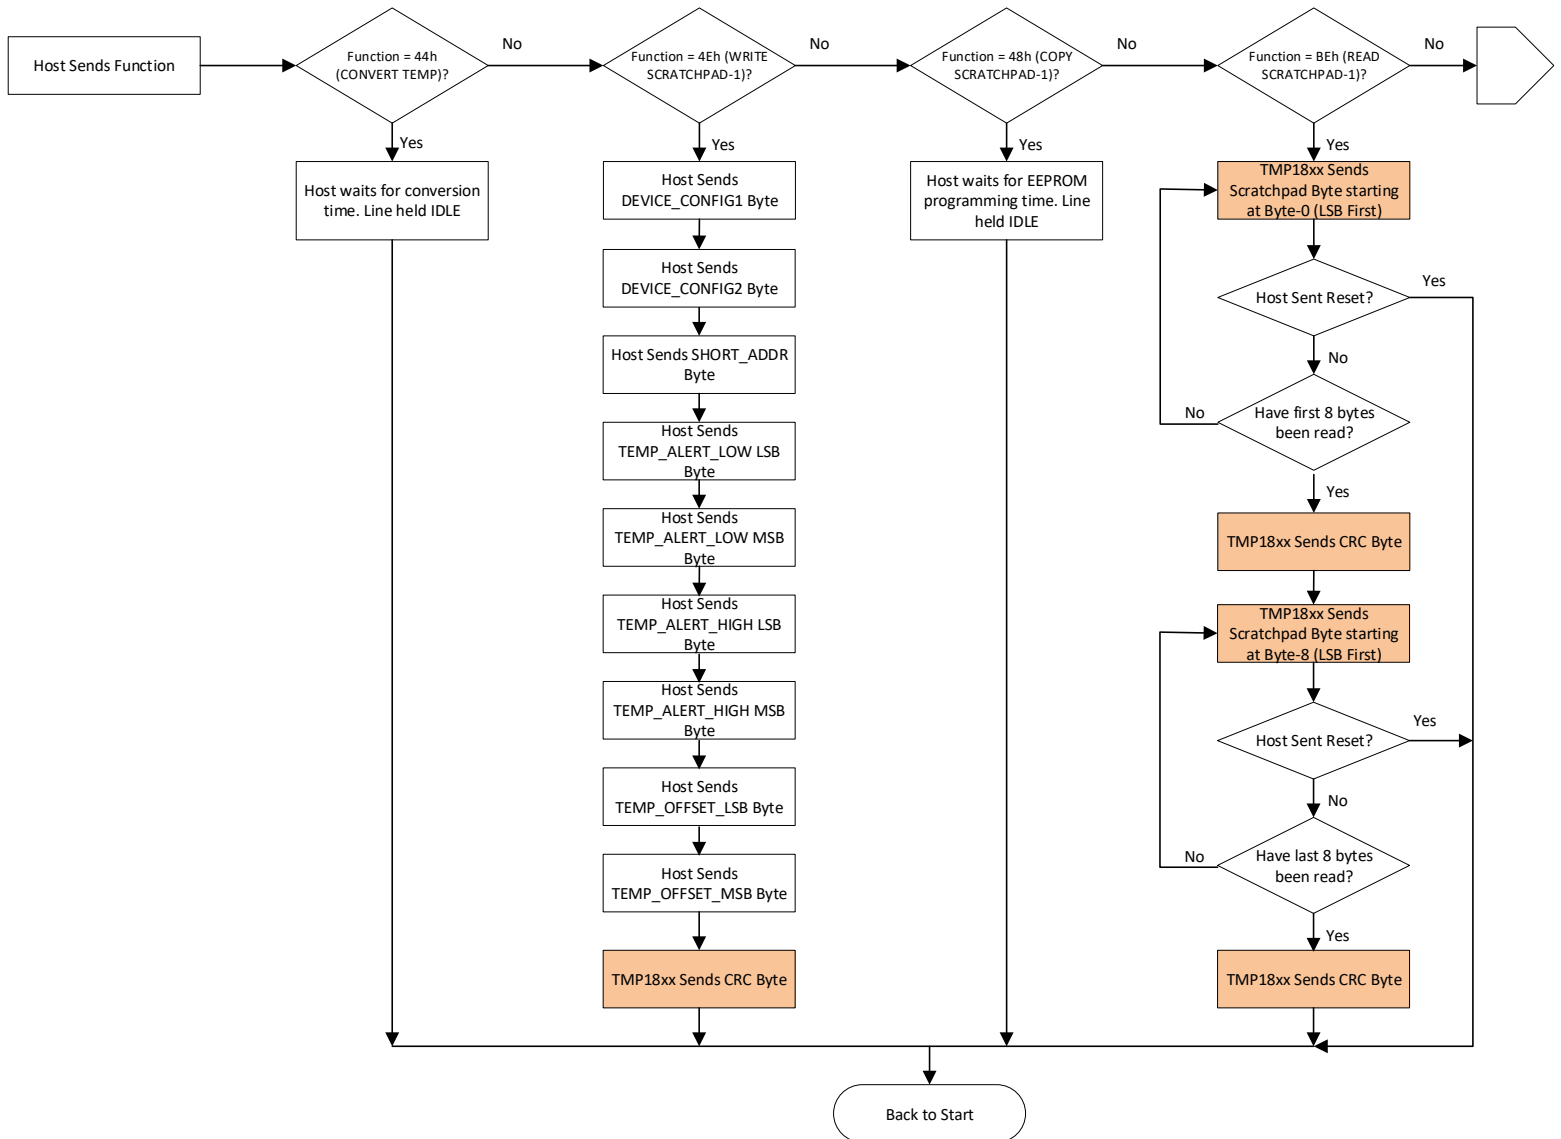 Host Sends Function
Function = 44h
(CONVERT TEMP)?
No
Function = 4Eh (WRITE
SCRATCHPAD-1)?
No
Function = 48h (COPY
SCRATCHPAD-1)?
No
Function = BEh (READ
SCRATCHPAD-1)?
No
Yes
Host waits for conversion
time. Line held IDLE
Yes
Host Sends
DEVICE_CONFIG1 Byte
Host Sends
DEVICE_CONFIG2 Byte
Host Sends SHORT_ADDR
Byte
Host Sends
TEMP_ALERT_LOW LSB
Byte
Host Sends
TEMP_ALERT_LOW MSB
Byte
Host Sends
TEMP_ALERT_HIGH LSB
Byte
Host Sends
TEMP_ALERT_HIGH MSB
Byte
Host Sends
TEMP_OFFSET_LSB Byte
Host Sends
TEMP_OFFSET_MSB Byte
TMP18xx Sends CRC Byte
Yes
Host waits for EEPROM
programming time. Line
held IDLE
Yes
TMP18xx Sends
Scratchpad Byte starting
at Byte-0 (LSB First)
Host Sent Reset?
Yes
No
Have first 8 bytes
been read?
No
Yes
TMP18xx Sends CRC Byte
TMP18xx Sends
Scratchpad Byte starting
at Byte-8 (LSB First)
Host Sent Reset?
Yes
No
Have last 8 bytes
been read?
No
Yes
TMP18xx Sends CRC Byte
Back to Start